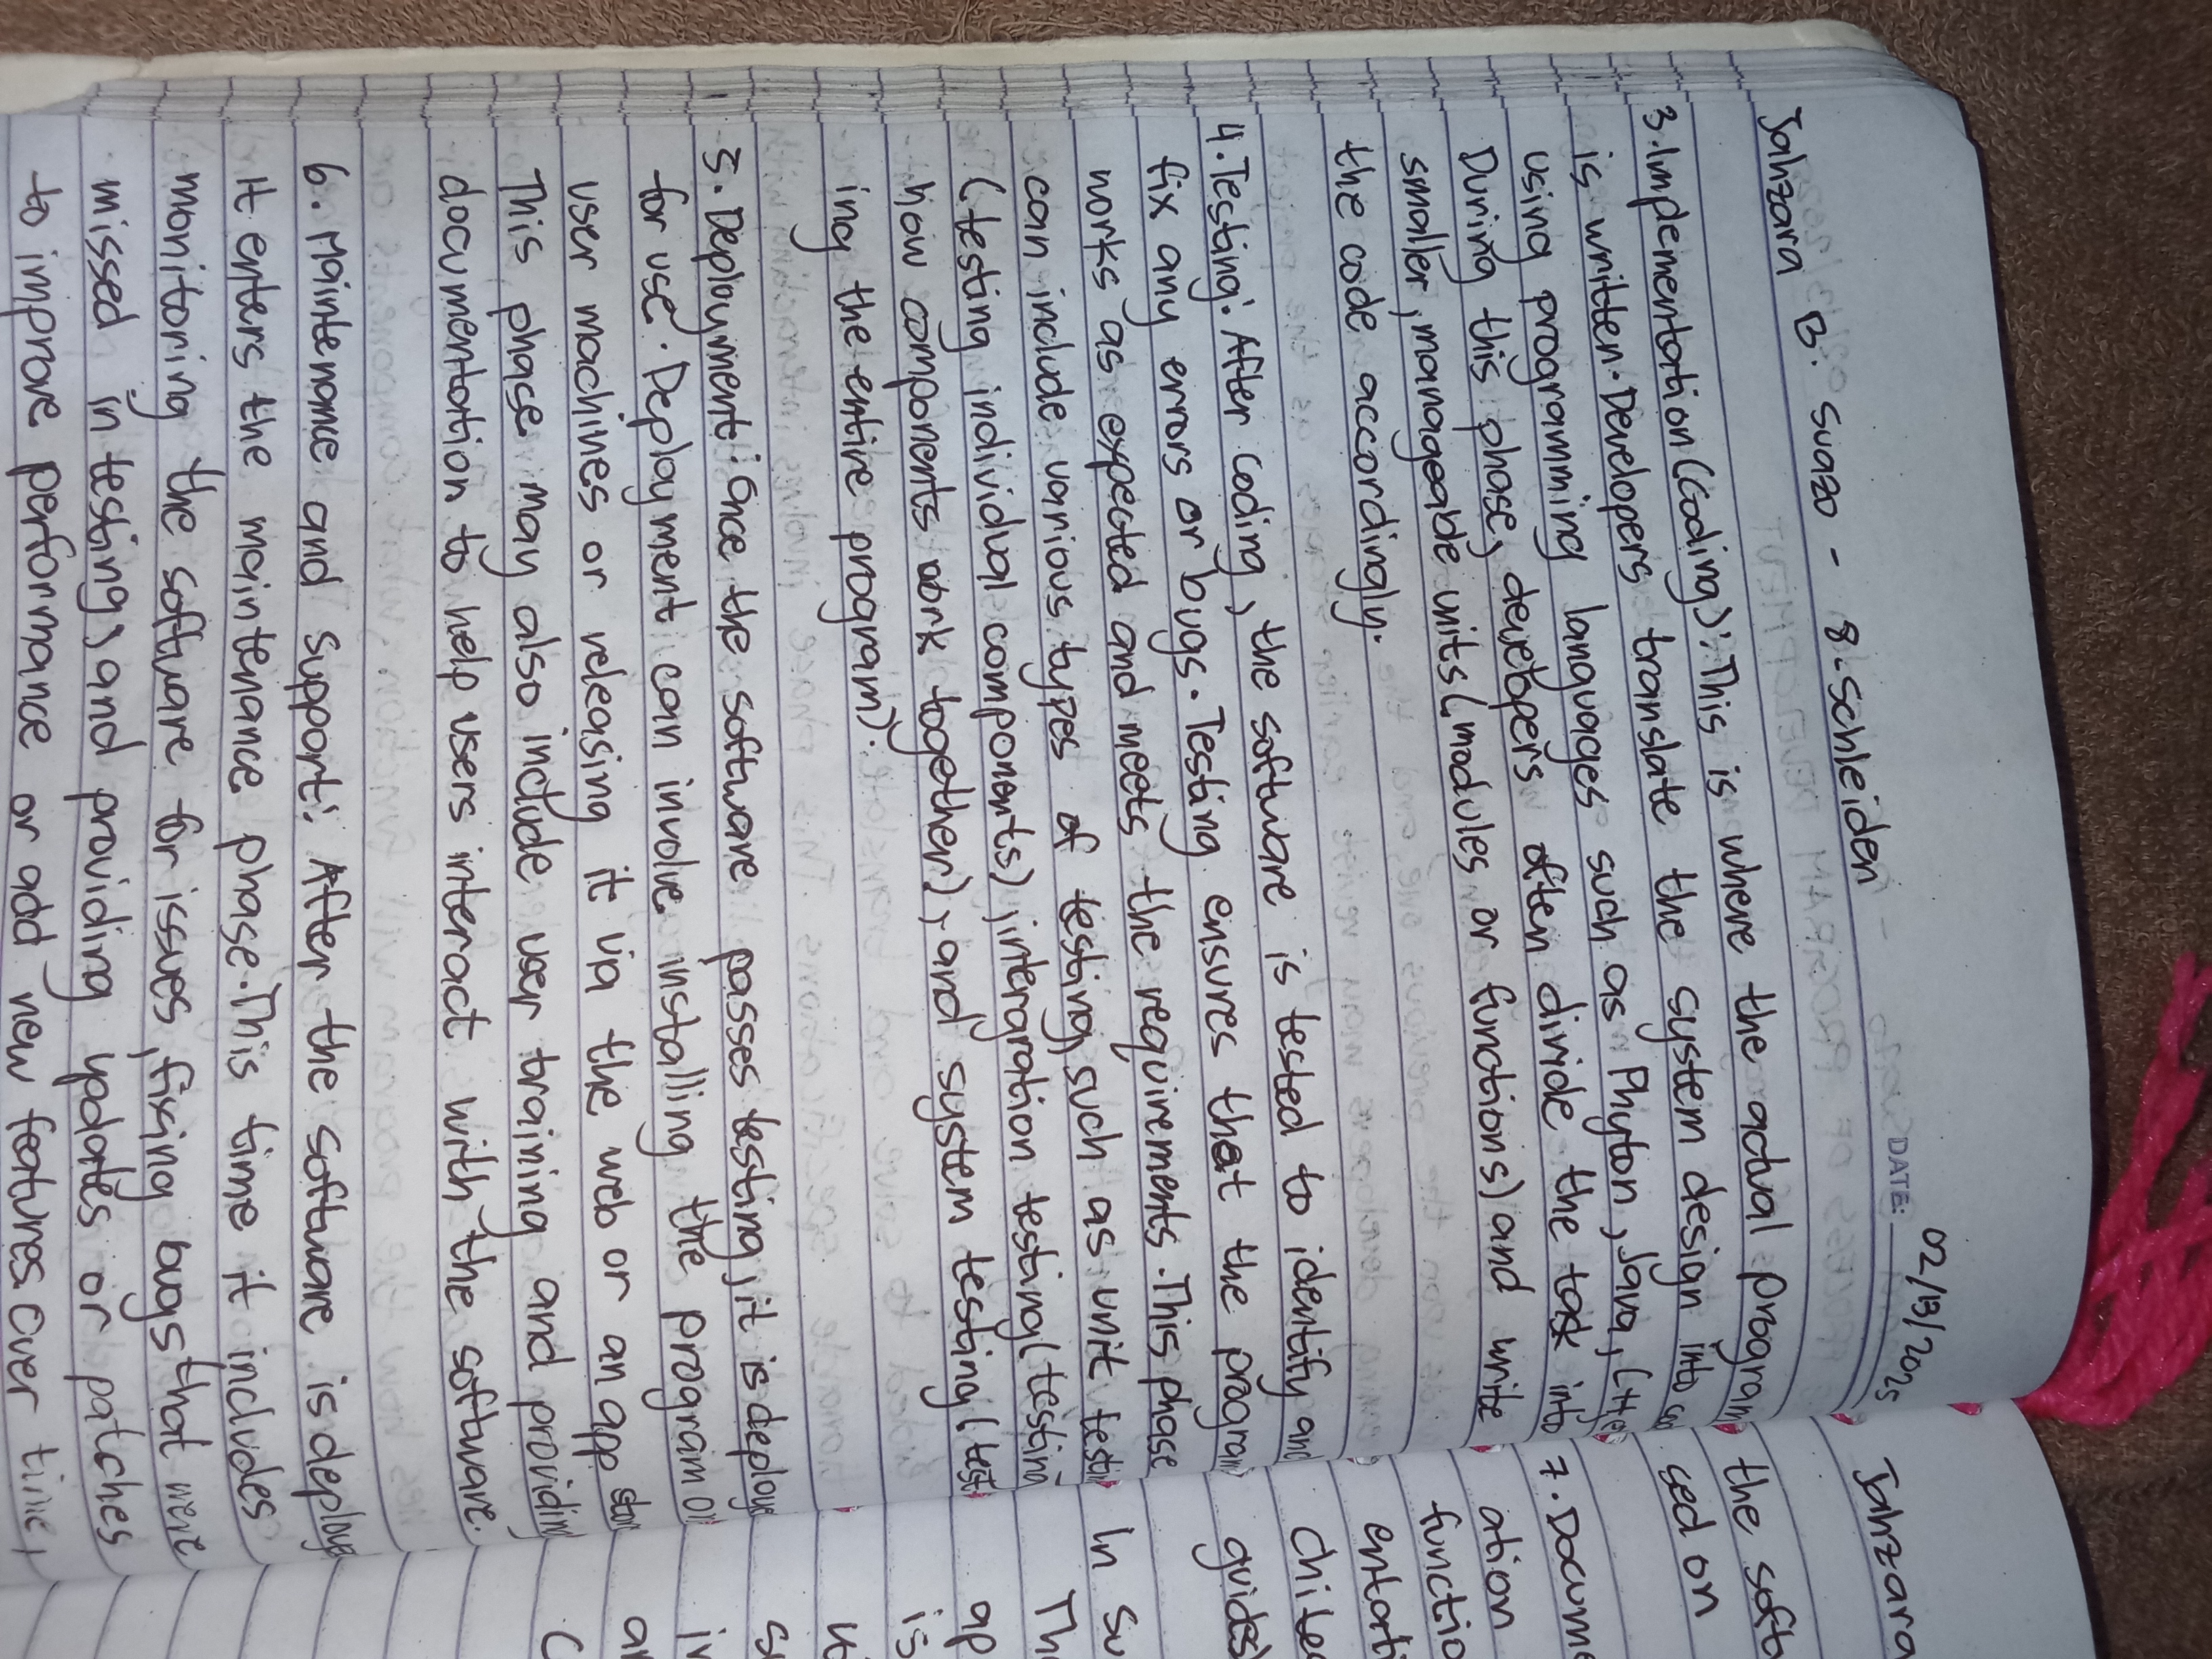 DATE: 02/13/2025
Jahzara B. Suazo - 8-Schleiden
3.Implementation (Coding): This is where the actual program
is written. Developers translate the system design into
using programming languages such as Phyton, Java, C++,
During this phase, developers often divide the task into
smaller, manageable units (modules or functions) and write
the code accordingly.
4.Testing: After coding, the software is tested to identify and
fix any errors or bugs. Testing ensures that the program
works as expected and meets the requirements. This phase
can include various types of testing, such as unit testin
(testing individual components), intergration testing (testing
how components work together), and system testing (test
ing the entire program).
5. Deployment: Once the software passes testing, it is deploye
for use. Deployment can involve installing the program on
user machines or releasing it via the web or an app stor
This phase may also include user training and providing
documentation to help users interact with the software.
6. Maintenance and Support: After the software is deploye
It enters the maintenance phase. This time it includes
monitoring the software for issues, fixing bugs that were
missed in testing, and providing updates or patches
to improve performance or add new features. Over time,
Jahzara
the soft
sed on
7. Docume
ation
functio
entati
chitec
guides)
In Su
Th
ap
is